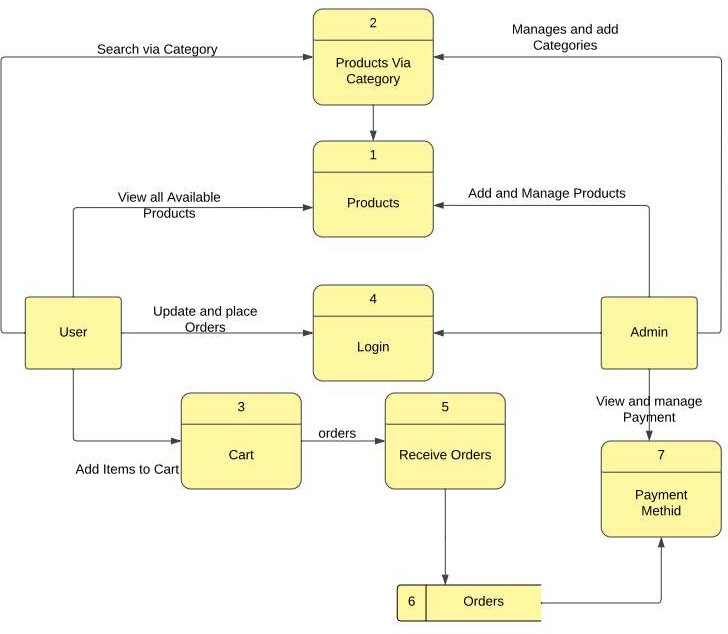 2
Manages and add
Categories
Search via Category
Products Via
Category
1
View all Available
Products
Products
Add and Manage Products
4
Update and place
Orders
User
Login
Admin
3
5
View and manage
Payment
orders
Cart
Receive Orders
Add Items to Cart
7
Payment
Methid
6
Orders